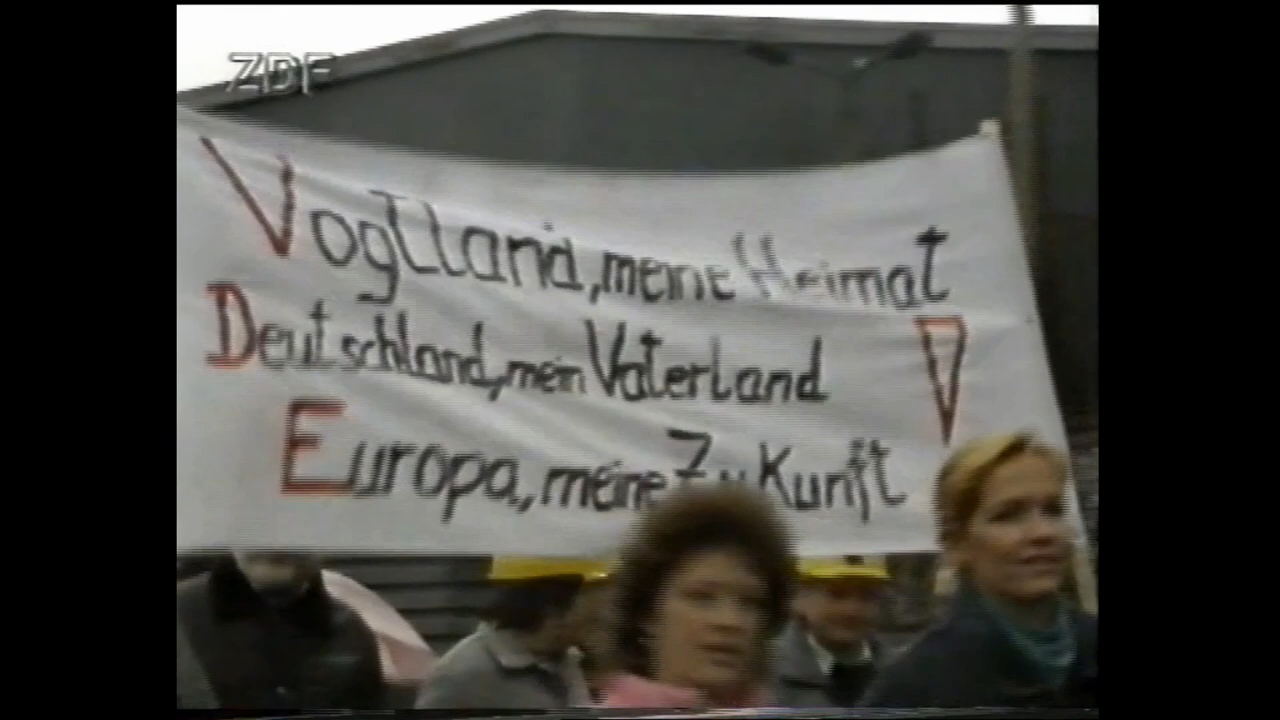 ZDF
Vogtland, meine Heimat
Deutschland, mein Vaterland !
Europa, meine Zukunft